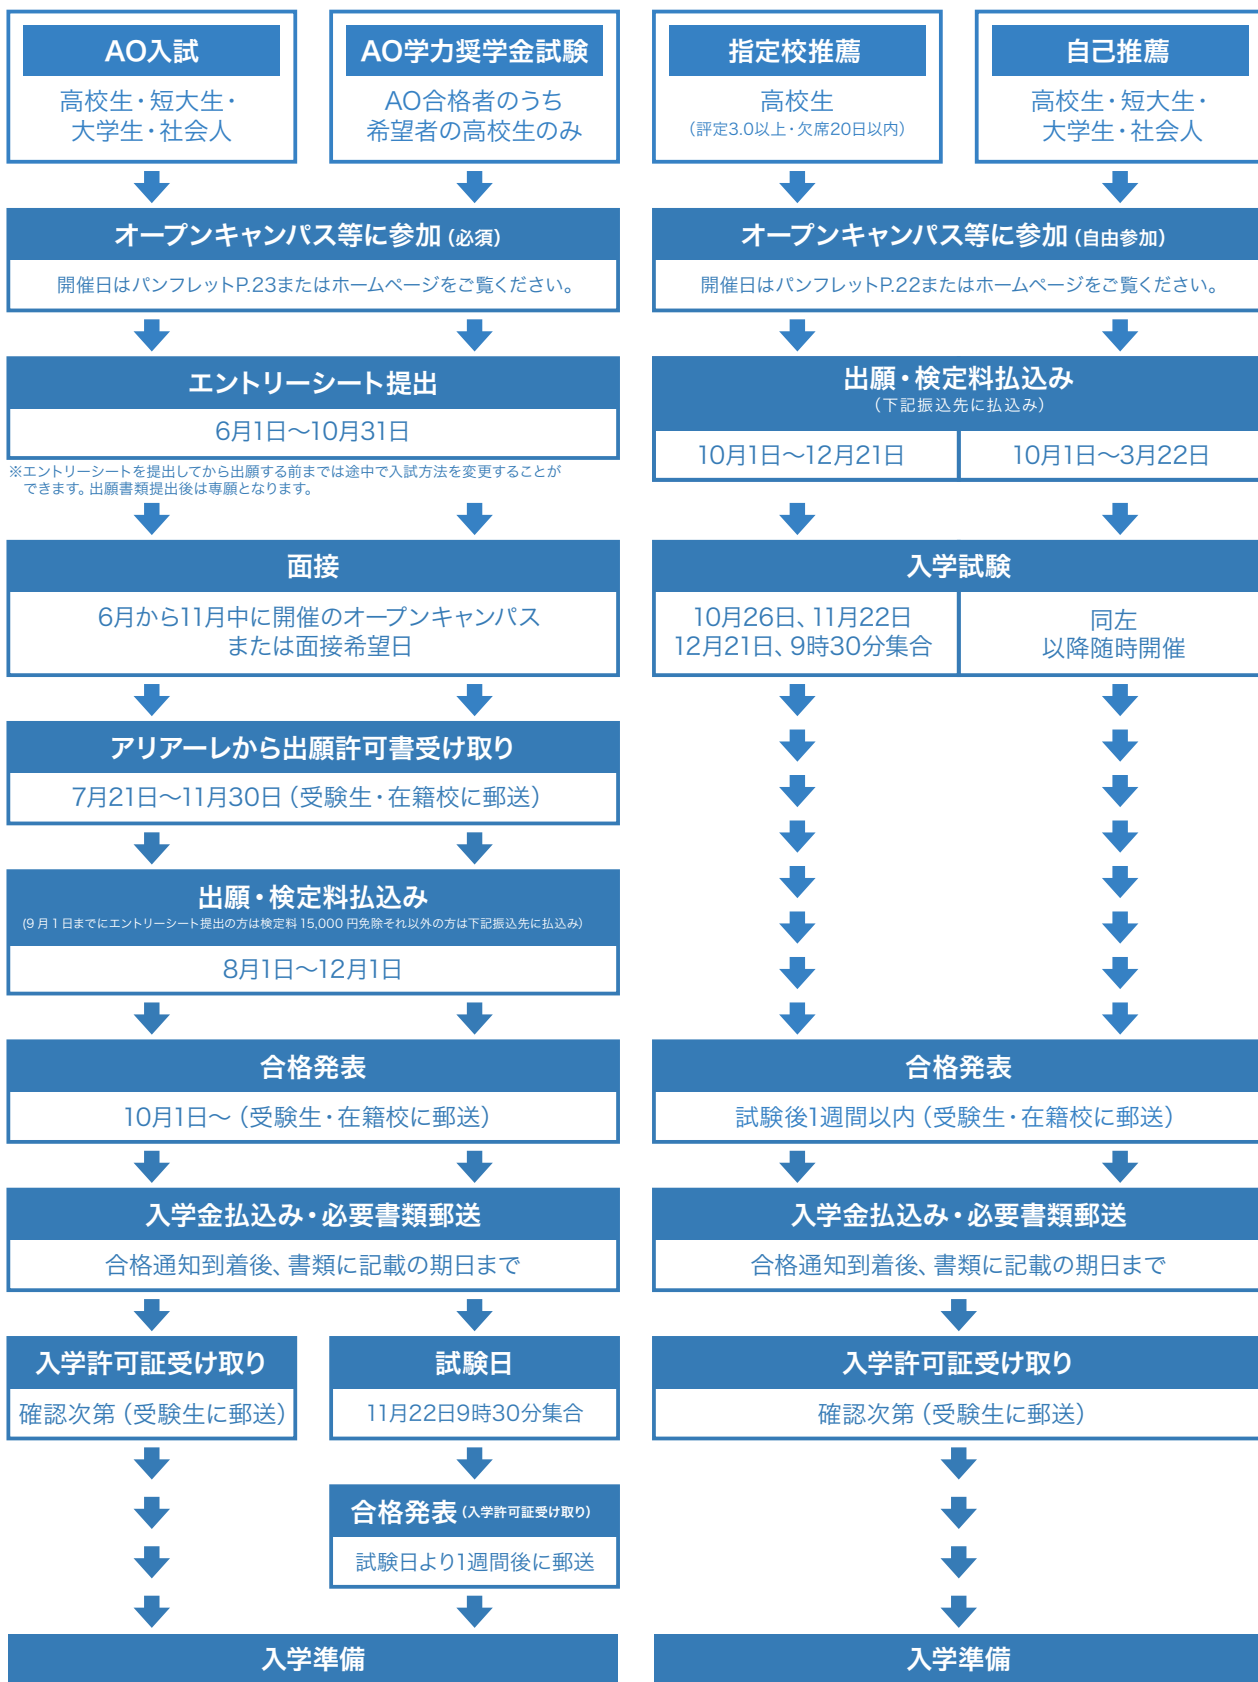 AO入試
高校生・短大生・
大学生・社会人
AO学力奨学金試験
AO合格者のうち
希望者の高校生のみ
指定校推薦
高校生
（評定3.0以上・欠席20日以内）
自己推薦
高校生・短大生・
大学生・社会人
オープンキャンパス等に参加（必須）
開催日はパンフレットP.23またはホームページをご覧ください。
エントリーシート提出
6月1日〜10月31日
※エントリーシートを提出してから出願する前までは途中で入試方法を変更することが
できます。出願書類提出後は専願となります。
面接
6月から11月中に開催のオープンキャンパス
または面接希望日
アリアーレから出願許可書受け取り
7月21日〜11月30日（受験生・在籍校に郵送）
出願・検定料払込み
(9月1日までにエントリーシート提出の方は検定料15,000円免除それ以外の方は下記振込先に払込み)
8月1日〜12月1日
合格発表
10月1日〜（受験生・在籍校に郵送）
入学金払込み・必要書類郵送
合格通知到着後、書類に記載の期日まで
入学許可証受け取り
確認次第（受験生に郵送）
試験日
11月22日9時30分集合
合格発表（入学許可証受け取り）
試験日より1週間後に郵送
入学準備
オープンキャンパス等に参加（自由参加）
開催日はパンフレットP.22またはホームページをご覧ください。
出願・検定料払込み
（下記振込先に払込み）
10月1日〜12月21日
10月1日〜3月22日
入学試験
10月26日、11月22日
12月21日、9時30分集合
同左
以降随時開催
合格発表
試験後1週間以内（受験生・在籍校に郵送）
入学金払込み・必要書類郵送
合格通知到着後、書類に記載の期日まで
入学許可証受け取り
確認次第（受験生に郵送）
入学準備